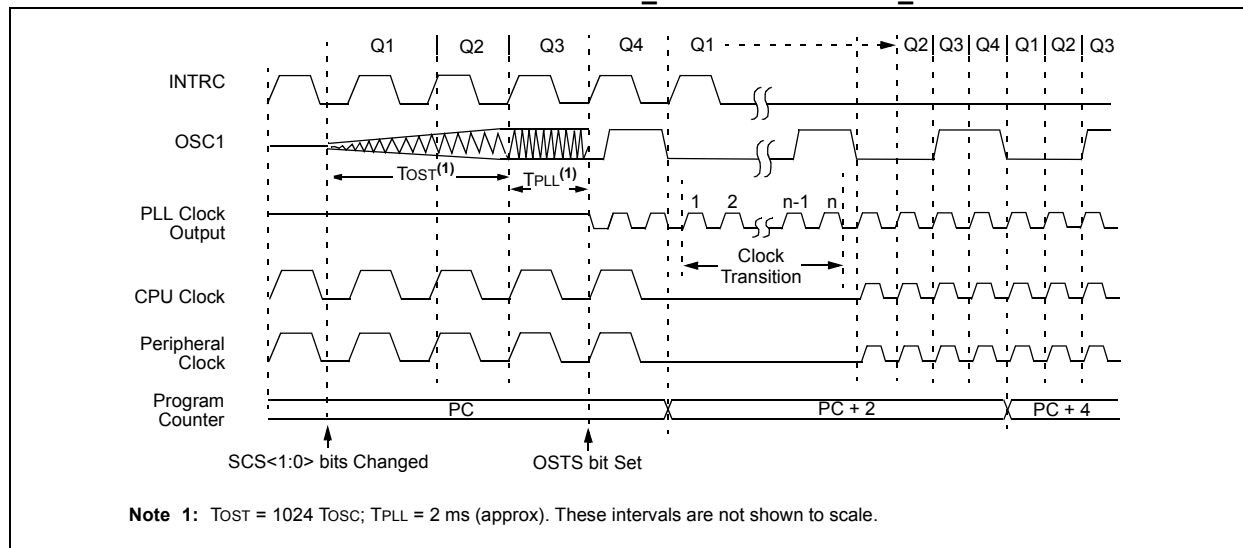 Q1 Q2 Q3 Q4 Q1 Q2 Q3 Q4 Q1 Q2 Q3
INTRC
OSC1
TOST(1) TPLL(1)
PLL Clock
Output
1 2 n-1 n
Clock
Transition
CPU Clock
Peripheral
Clock
Program
Counter
PC PC + 2 PC + 4
SCS<1:0> bits Changed OSTS bit Set
Note 1: TOST = 1024 TOSC; TPLL = 2 ms (approx). These intervals are not shown to scale.